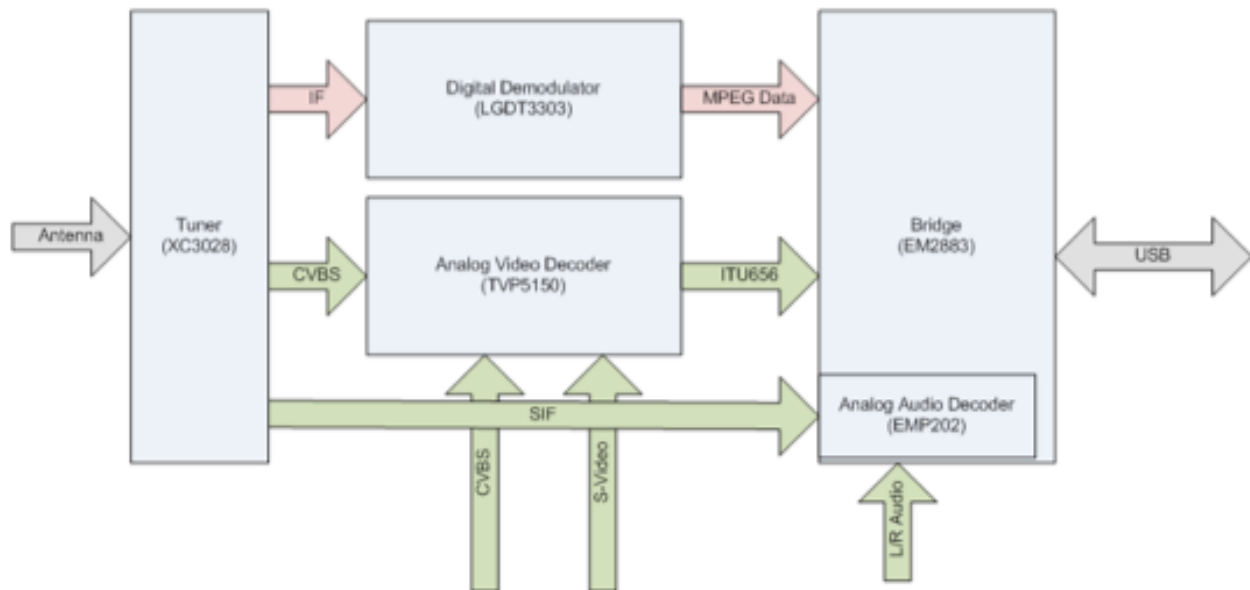 Digital Demodulator
(LGDT3303)
IF
MPEG Data
Antenna
Tuner
(XC3028)
CVBS
Analog Video Decoder
(TVP5150)
ITU656
Bridge
(EM2883)
USB
SIF
Analog Audio Decoder
(EMP202)
CVBS
S-Video
L/R Audio